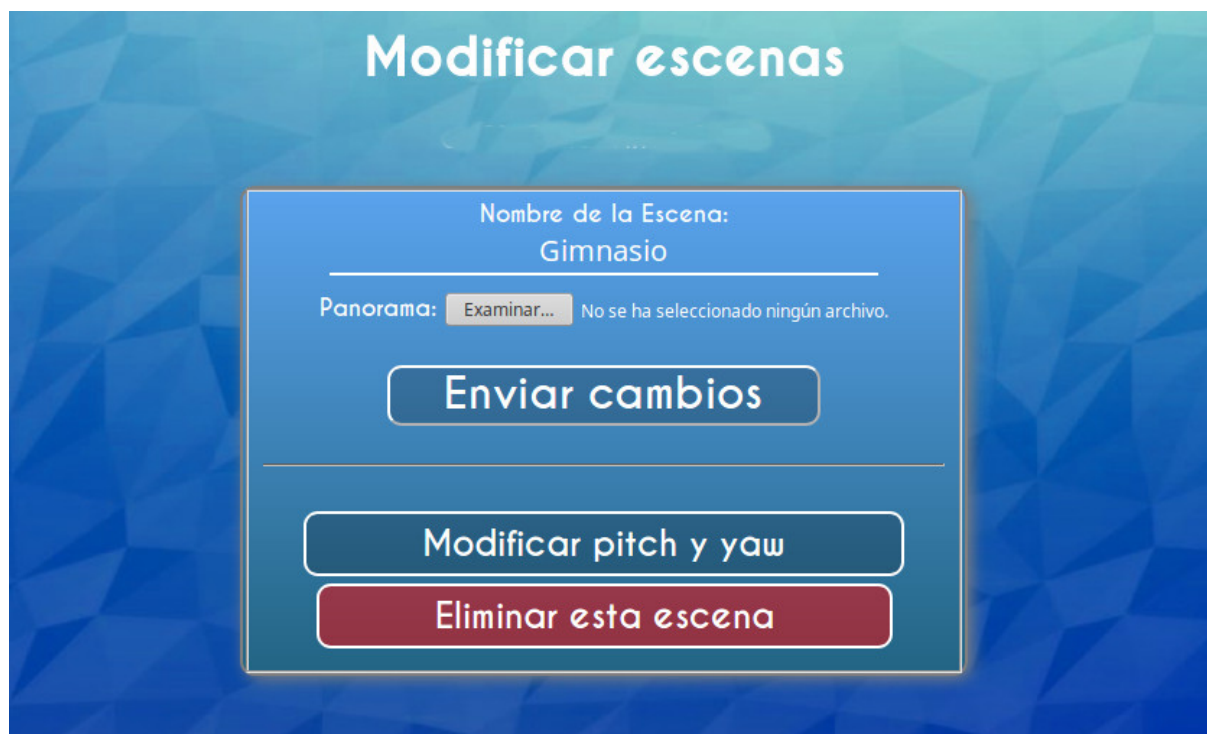 Modificar escenas
...
Nombre de la Escena:
Gimnasio
Panorama: Examinar... No se ha seleccionado ningún archivo.
Enviar cambios
Modificar pitch y yaw
Eliminar esta escena